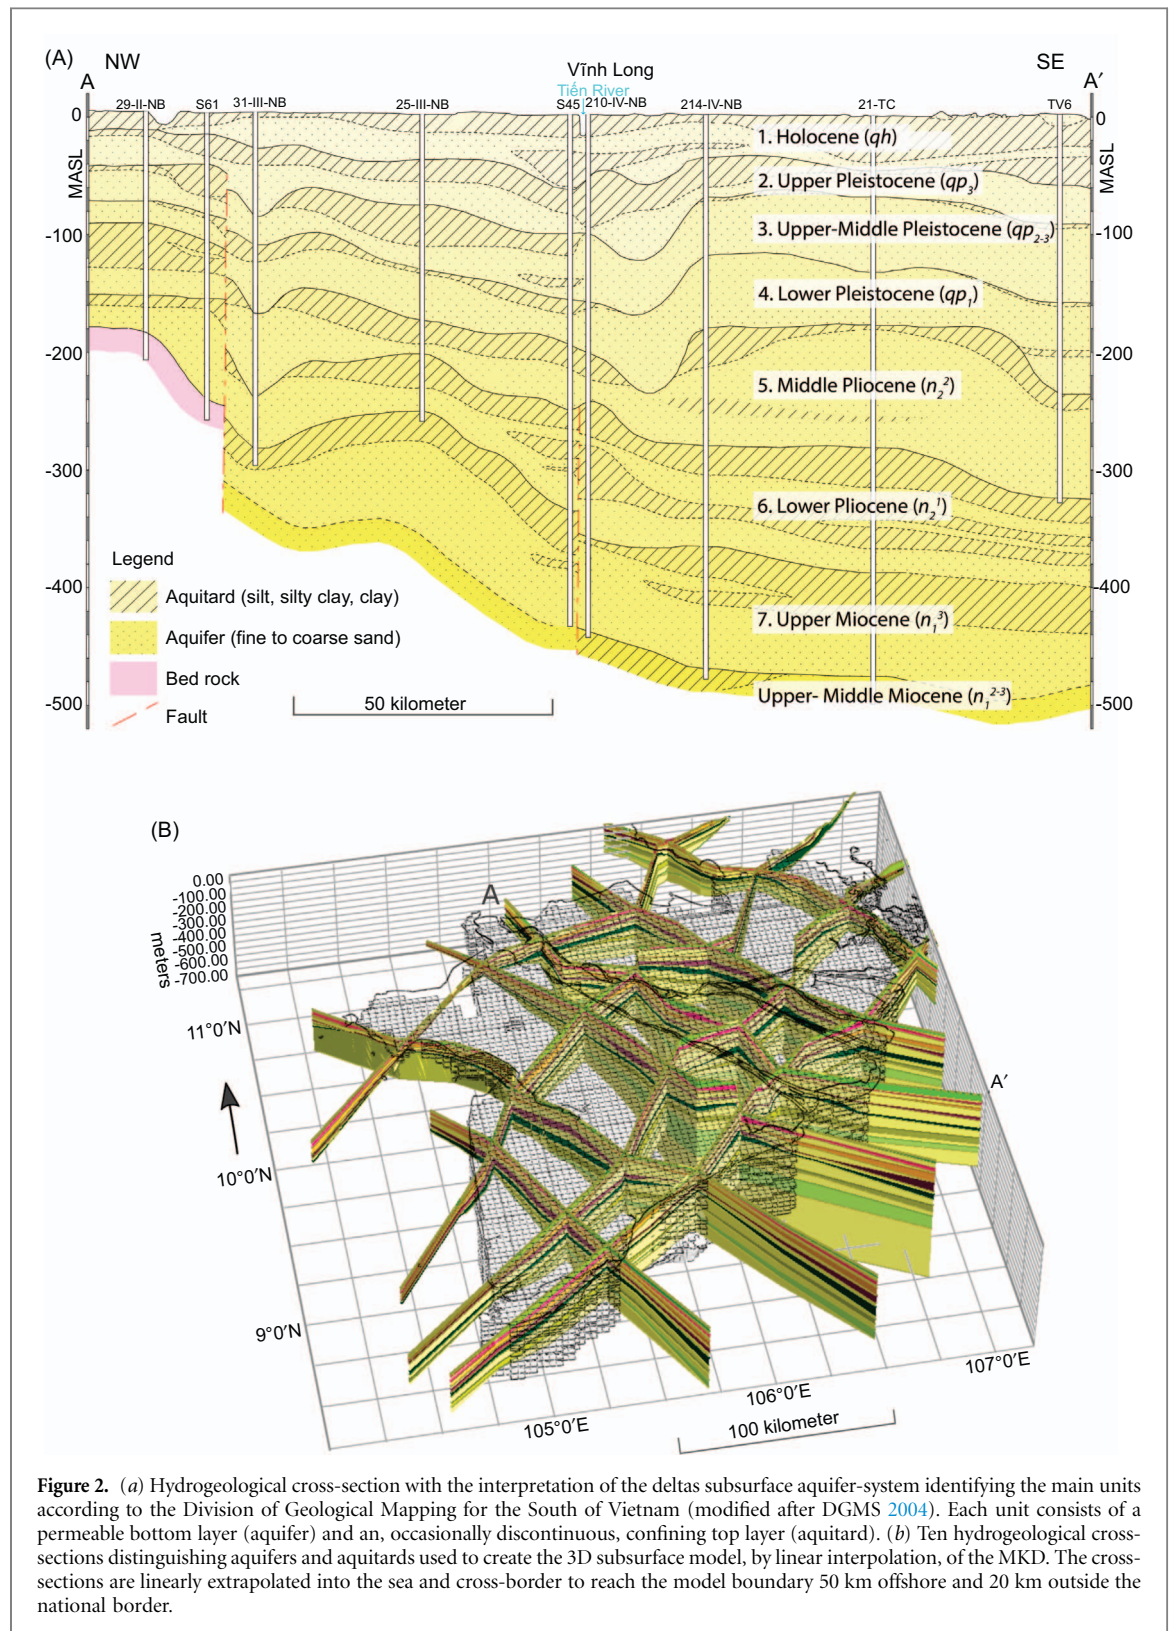 (A)
NW
Vĩnh Long
SE
A
Tiến River
A′
29-II-NB
S61
31-III-NB
25-III-NB
S45
210-IV-NB
214-IV-NB
21-TC
TV6
0
-100
-200
-300
-400
-500
MASL
0
-100
-200
-300
-400
-500
MASL
1. Holocene (qh)
2. Upper Pleistocene (qp3)
3. Upper-Middle Pleistocene (qp2-3)
4. Lower Pleistocene (qp1)
5. Middle Pliocene (n2²)
6. Lower Pliocene (n2¹)
7. Upper Miocene (n1³)
Upper- Middle Miocene (n1²⁻³)
Legend
Aquitard (silt, silty clay, clay)
Aquifer (fine to coarse sand)
Bed rock
Fault
50 kilometer
(B)
0.00
-100.00
-200.00
-300.00
-400.00
-500.00
-600.00
-700.00
meters
A
A′
11°0′N
10°0′N
9°0′N
105°0′E
106°0′E
107°0′E
100 kilometer
Figure 2. (a) Hydrogeological cross-section with the interpretation of the deltas subsurface aquifer-system identifying the main units
according to the Division of Geological Mapping for the South of Vietnam (modified after DGMS 2004). Each unit consists of a
permeable bottom layer (aquifer) and an, occasionally discontinuous, confining top layer (aquitard). (b) Ten hydrogeological cross-
sections distinguishing aquifers and aquitards used to create the 3D subsurface model, by linear interpolation, of the MKD. The cross-
sections are linearly extrapolated into the sea and cross-border to reach the model boundary 50 km offshore and 20 km outside the
national border.